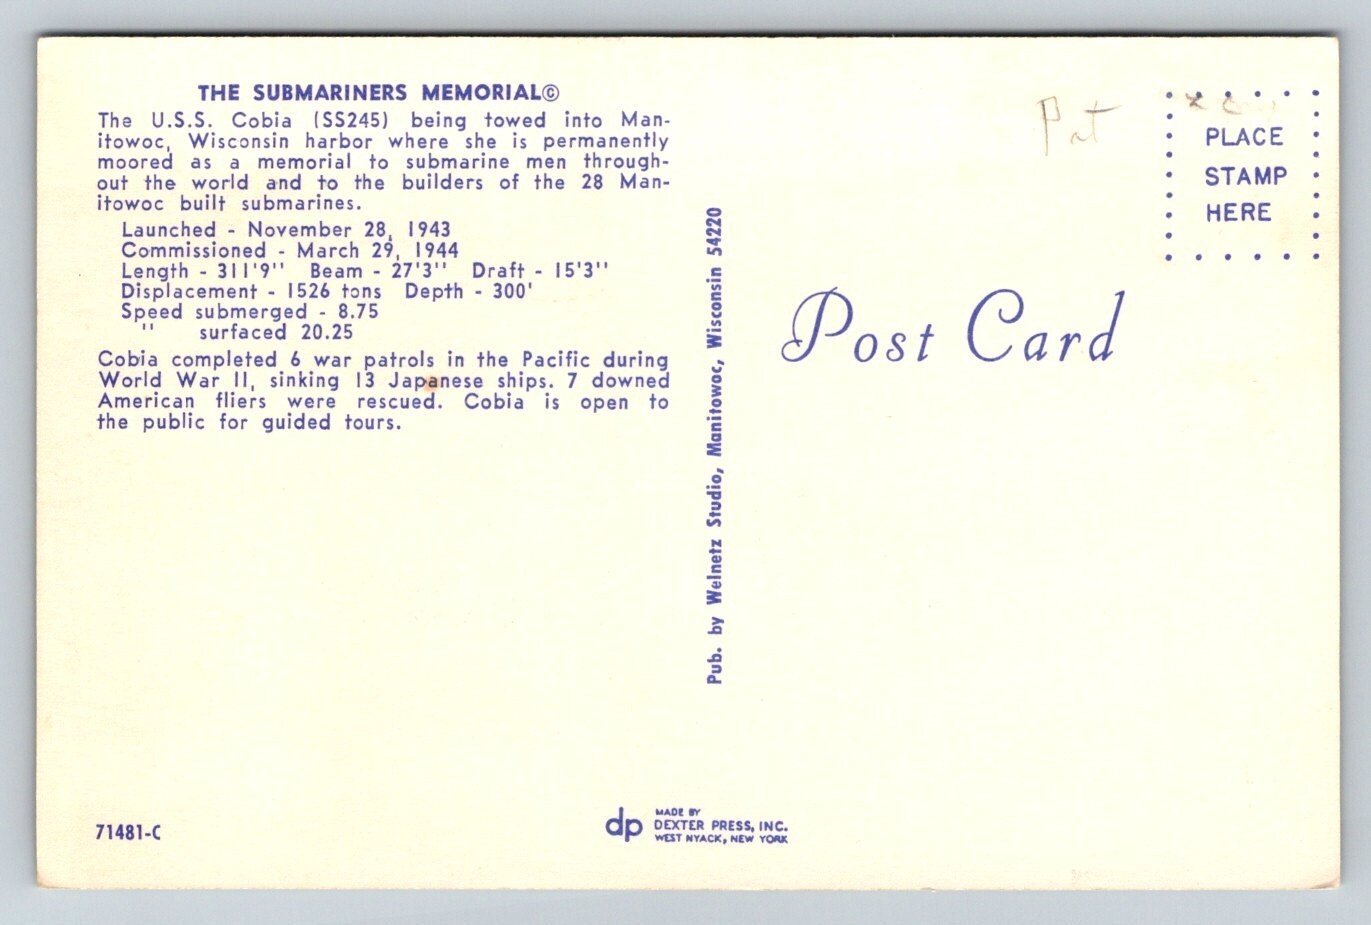 THE SUBMARINERS MEMORIAL©
The U.S.S. Cobia (SS245) being towed into Man-
itowoc, Wisconsin harbor where she is permanently
moored as a memorial to submarine men through-
out the world and to the builders of the 28 Man-
itowoc built submarines.
Launched - November 28, 1943
Commissioned - March 29, 1944
Length - 311'9" Beam - 27'3" Draft - 15'3"
Displacement - 1526 tons Depth - 300'
Speed submerged - 8.75
" surfaced 20.25
Cobia completed 6 war patrols in the Pacific during
World War II, sinking 13 Japanese ships. 7 downed
American fliers were rescued. Cobia is open to
the public for guided tours.
71481-C
Pub. by Welnetz Studio, Manitowoc, Wisconsin 54220
dp
MADE BY
DEXTER PRESS, INC.
WEST NYACK, NEW YORK
Pat
PLACE
STAMP
HERE
Post Card